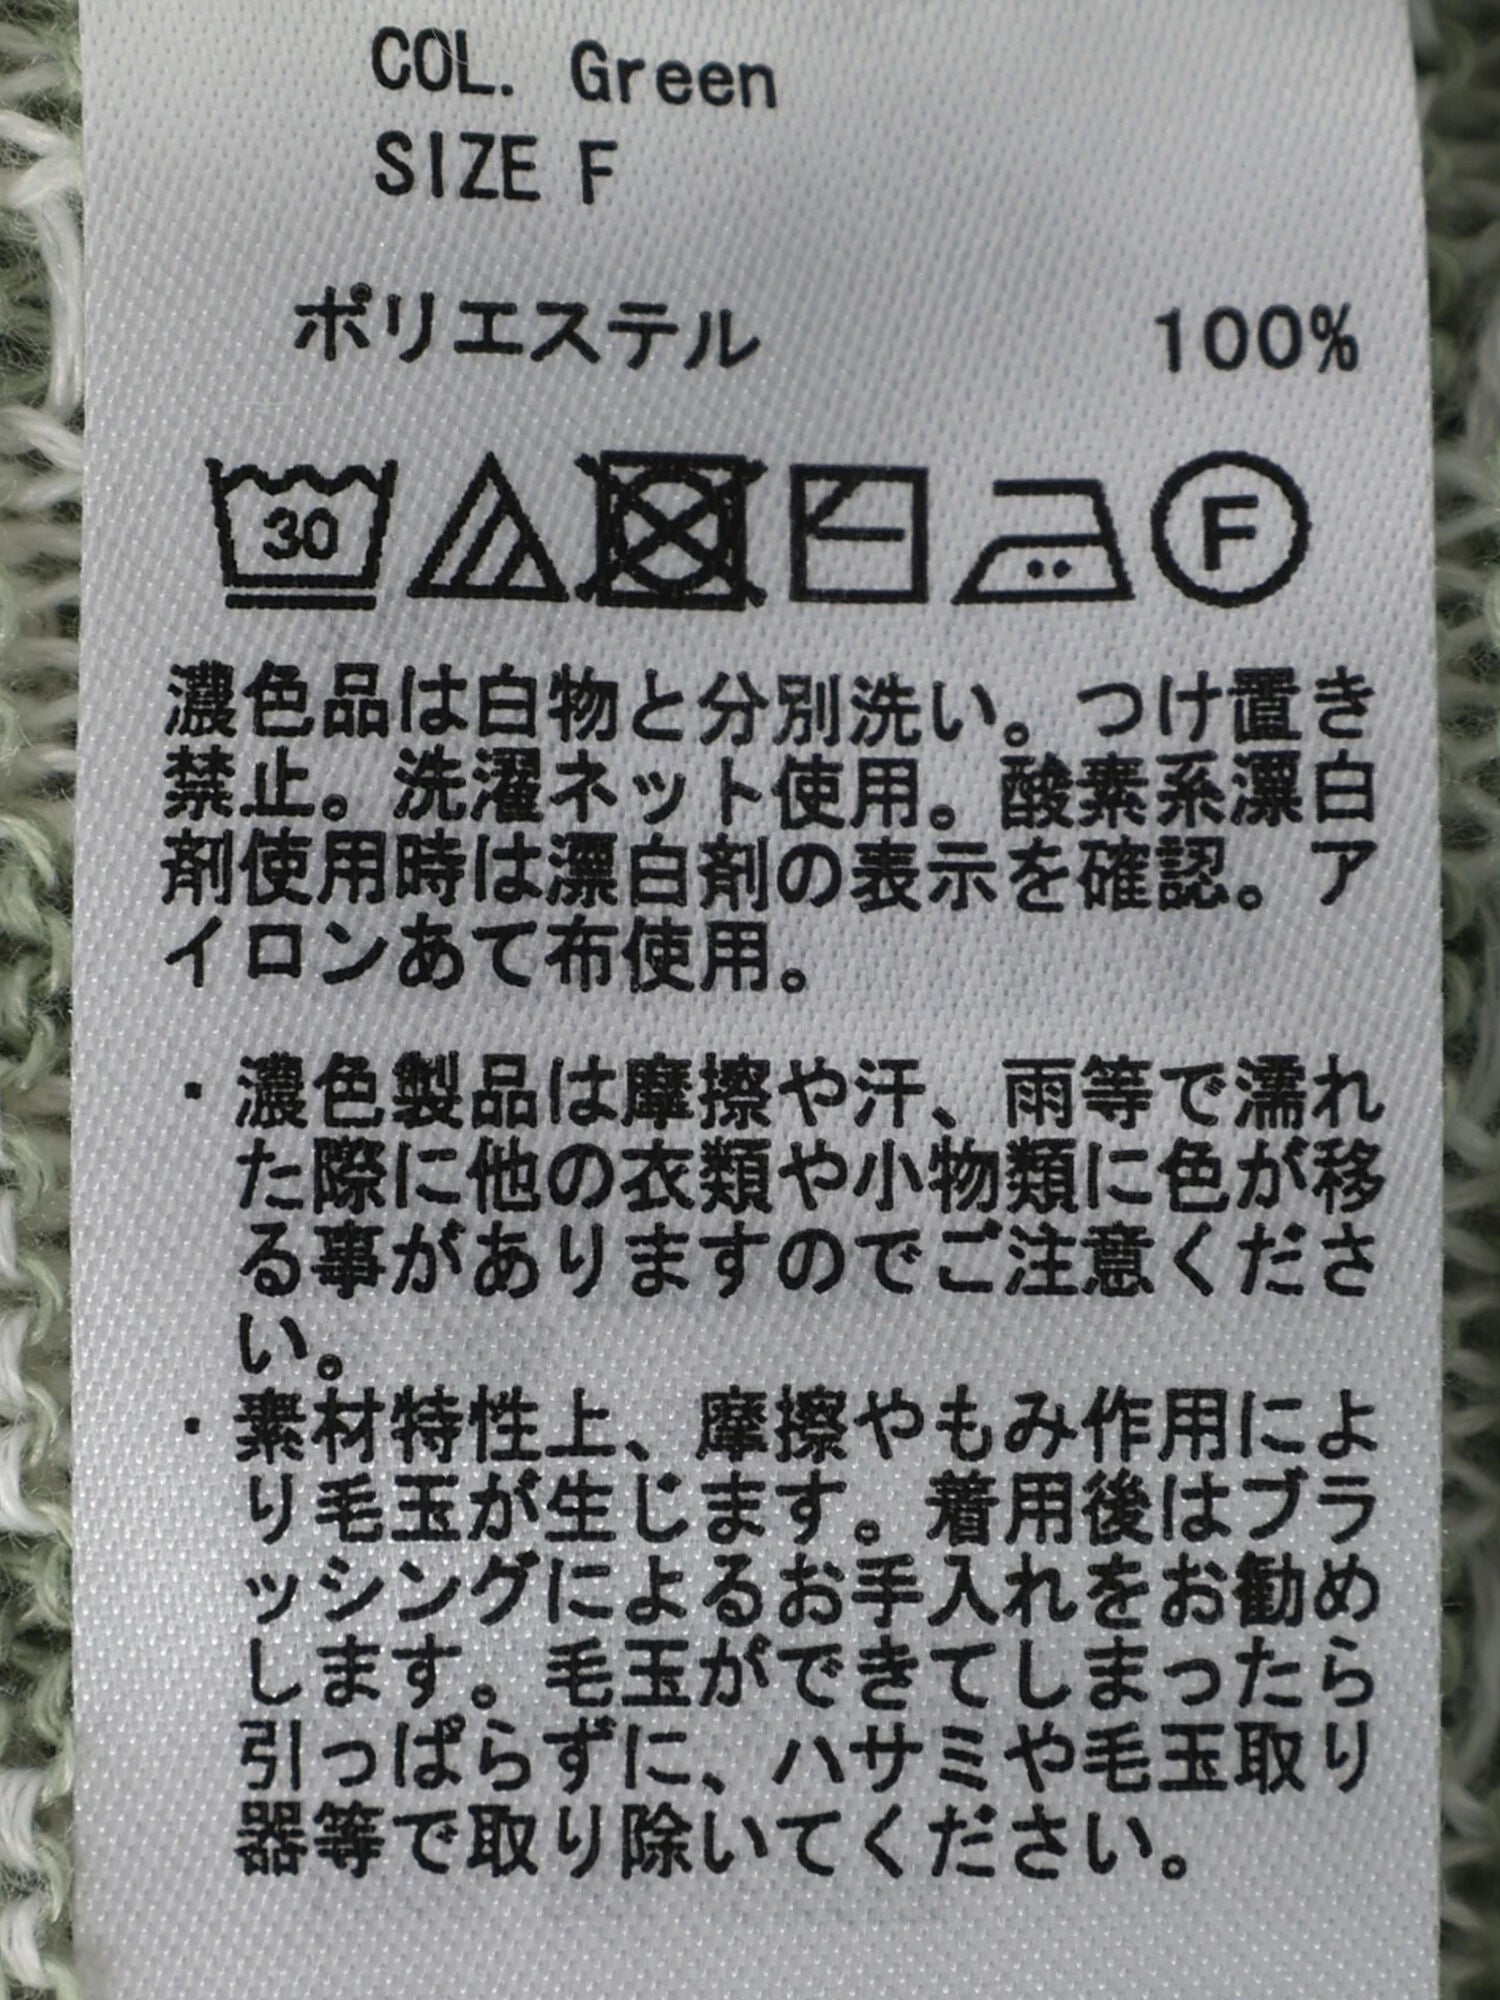 COL. Green
SIZE F
ポリエステル 100%
30
F
濃色品は白物と分別洗い。つけ置き
禁止。洗濯ネット使用。酸素系漂白
剤使用時は漂白剤の表示を確認。ア
イロンあて布使用。
・濃色製品は摩擦や汗、雨等で濡れ
た際に他の衣類や小物類に色が移
る事がありますのでご注意くださ
い。
・素材特性上、摩擦やもみ作用によ
り毛玉が生じます。着用後はブラ
ッシングによるお手入れをお勧め
します。毛玉ができてしまったら
引っぱらずに、ハサミや毛玉取り
器等で取り除いてください。